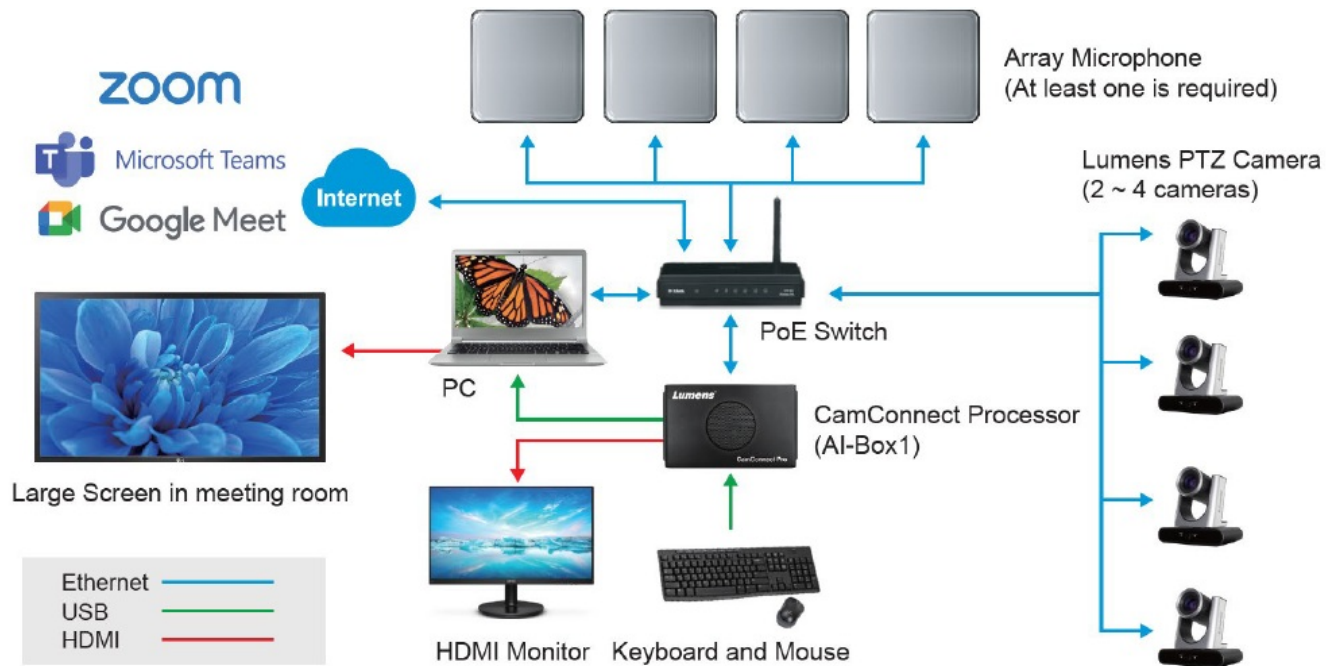 Array Microphone
(At least one is required)
zoom
Microsoft Teams
Google Meet
Internet
Lumens PTZ Camera
(2 ~ 4 cameras)
PoE Switch
PC
Lumens
CamConnect Pro
CamConnect Processor
(AI-Box1)
Large Screen in meeting room
HDMI Monitor
Keyboard and Mouse
Ethernet
USB
HDMI